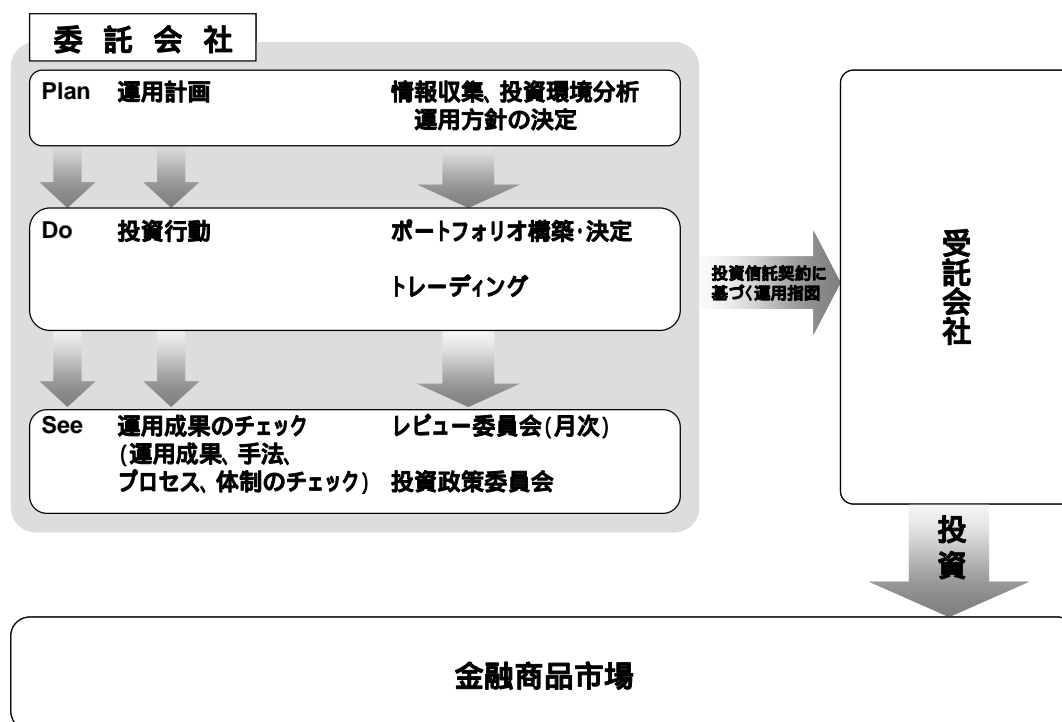 委託会社
Plan 運用計画 情報収集、投資環境分析
運用方針の決定
Do 投資行動 ポートフォリオ構築・決定
トレーディング
See 運用成果のチェック レビュー委員会(月次)
(運用成果、手法、
プロセス、体制のチェック) 投資政策委員会
投資信託契約に
基づく運用指図
受託会社
投資
金融商品市場